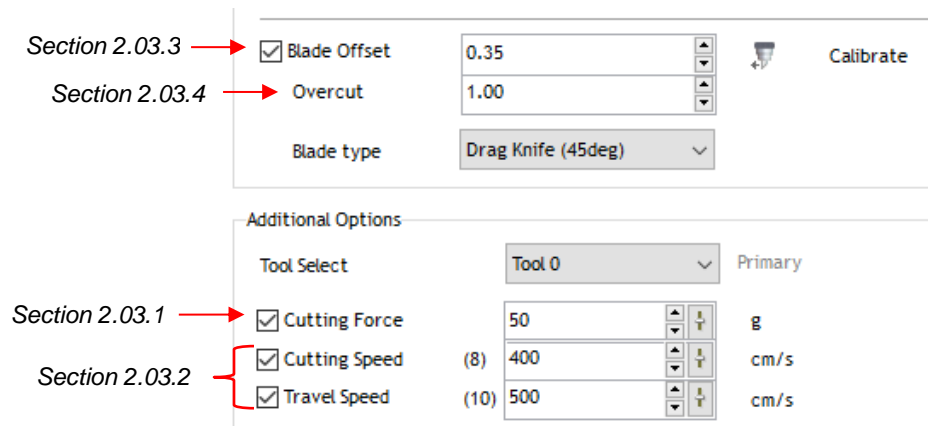 Section 2.03.3 Blade Offset 0.35 Calibrate
Section 2.03.4 Overcut 1.00
Blade type Drag Knife (45deg)
Additional Options
Tool Select Tool 0 Primary
Section 2.03.1 Cutting Force 50 g
Section 2.03.2
Cutting Speed (8) 400 cm/s
Travel Speed (10) 500 cm/s